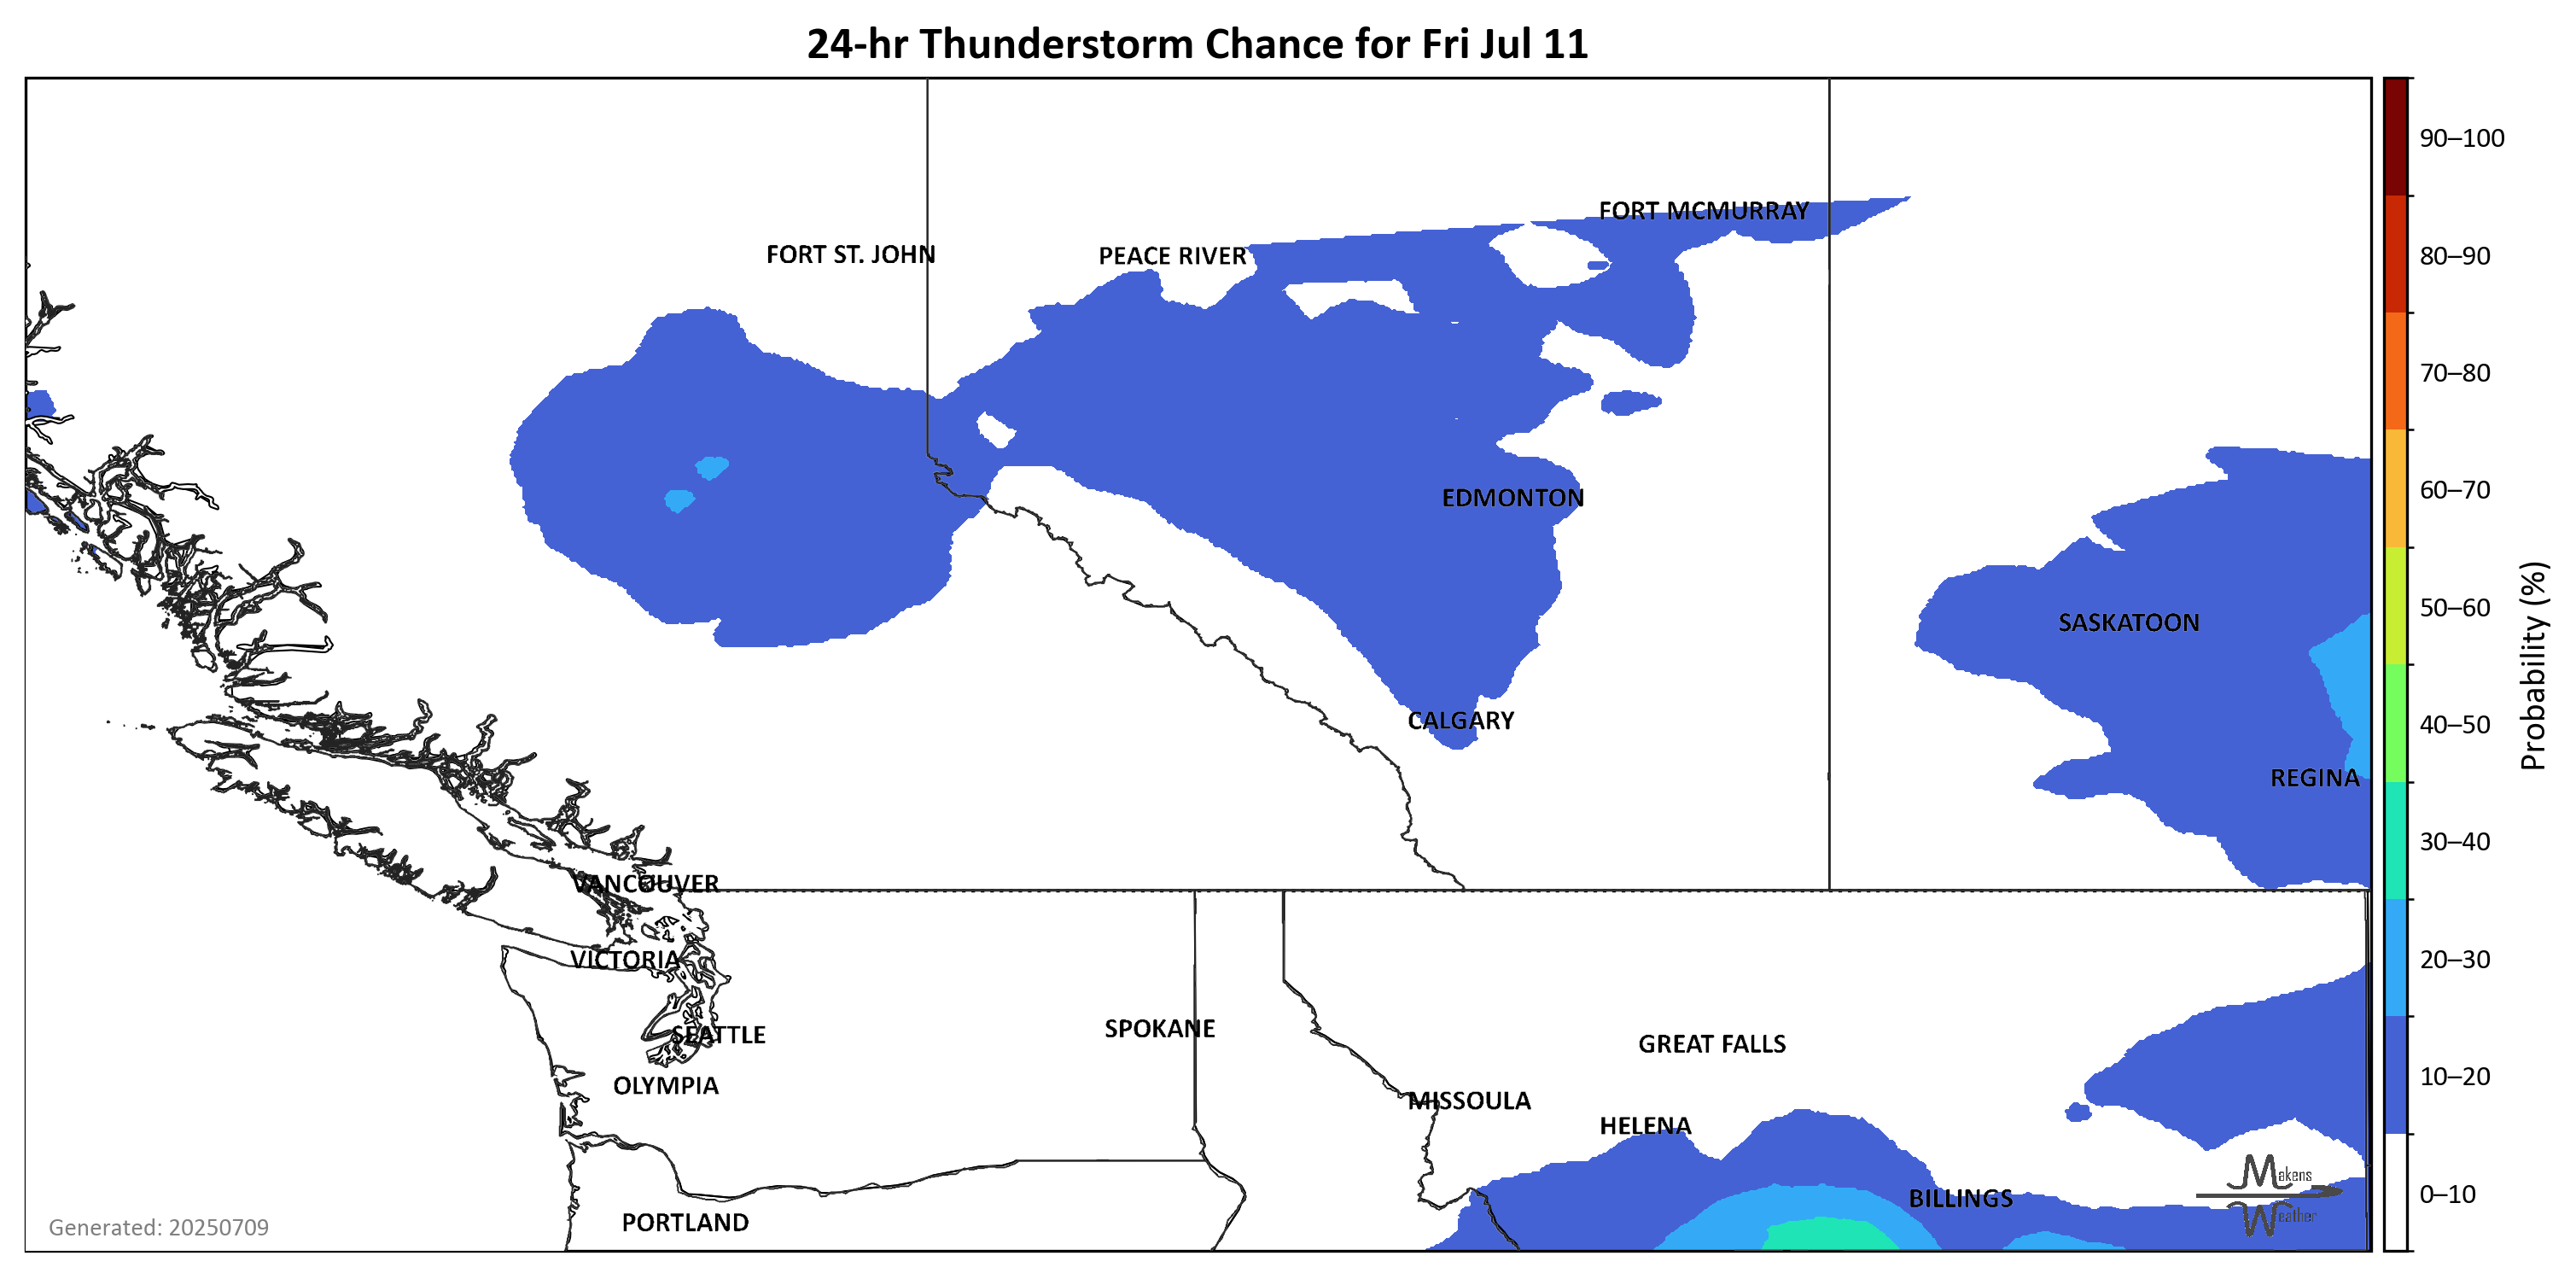 24-hr Thunderstorm Chance for Fri Jul 11
90–100
80–90
70–80
60–70
50–60
40–50
30–40
20–30
10–20
0–10
Probability (%)
FORT MCMURRAY
FORT ST. JOHN
PEACE RIVER
EDMONTON
SASKATOON
CALGARY
REGINA
VANCOUVER
VICTORIA
SEATTLE
SPOKANE
GREAT FALLS
OLYMPIA
MISSOULA
HELENA
BILLINGS
PORTLAND
Makens
Weather
Generated: 20250709